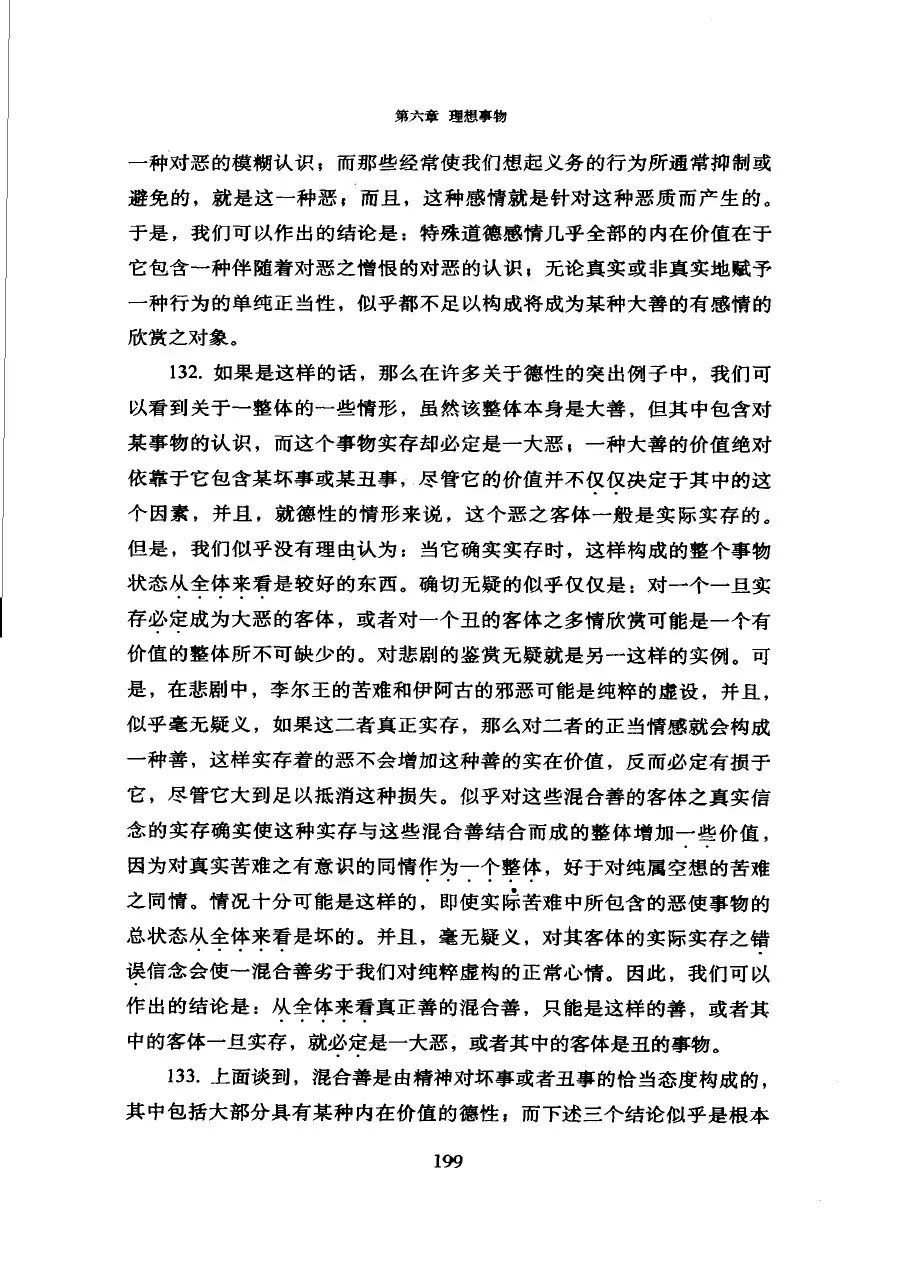 第六章 理想事物
一种对恶的模糊认识；而那些经常使我们想起义务的行为所通常抑制或
避免的，就是这一种恶；而且，这种感情就是针对这种恶质而产生的。
于是，我们可以作出的结论是：特殊道德感情几乎全部的内在价值在于
它包含一种伴随着对恶之憎恨的对恶的认识；无论真实或非真实地赋予
一种行为的单纯正当性，似乎都不足以构成将成为某种大善的有感情的
欣赏之对象。
132. 如果是这样的话，那么在许多关于德性的突出例子中，我们可
以看到关于一整体的一些情形，虽然该整体本身是大善，但其中包含对
某事物的认识，而这个事物实存却必定是一大恶；一种大善的价值绝对
依靠于它包含某坏事或某丑事，尽管它的价值并不仅仅决定于其中的这
个因素，并且，就德性的情形来说，这个恶之客体一般是实际实存的。
但是，我们似乎没有理由认为：当它确实实存时，这样构成的整个事物
状态从全体来看是较好的东西。确切无疑的似乎仅仅是：对一个一旦实
存必定成为大恶的客体，或者对一个丑的客体之多情欣赏可能是一个有
价值的整体所不可缺少的。对悲剧的鉴赏无疑就是另一这样的实例。可
是，在悲剧中，李尔王的苦难和伊阿古的邪恶可能是纯粹的虚设，并且，
似乎毫无疑义，如果这二者真正实存，那么对二者的正当情感就会构成
一种善，这样实存着的恶不会增加这种善的实在价值，反而必定有损于
它，尽管它大到足以抵消这种损失。似乎对这些混合善的客体之真实信
念的实存确实使这种实存与这些混合善结合而成的整体增加一些价值，
因为对真实苦难之有意识的同情作为一个整体，好于对纯属空想的苦难
之同情。情况十分可能是这样的，即使实际苦难中所包含的恶使事物的
总状态从全体来看是坏的。并且，毫无疑义，对其客体的实际实存之错
误信念会使一混合善劣于我们对纯粹虚构的正常心情。因此，我们可以
作出的结论是：从全体来看真正善的混合善，只能是这样的善，或者其
中的客体一旦实存，就必定是一大恶，或者其中的客体是丑的事物。
133. 上面谈到，混合善是由精神对坏事或者丑事的恰当态度构成的，
其中包括大部分具有某种内在价值的德性；而下述三个结论似乎是根本
199